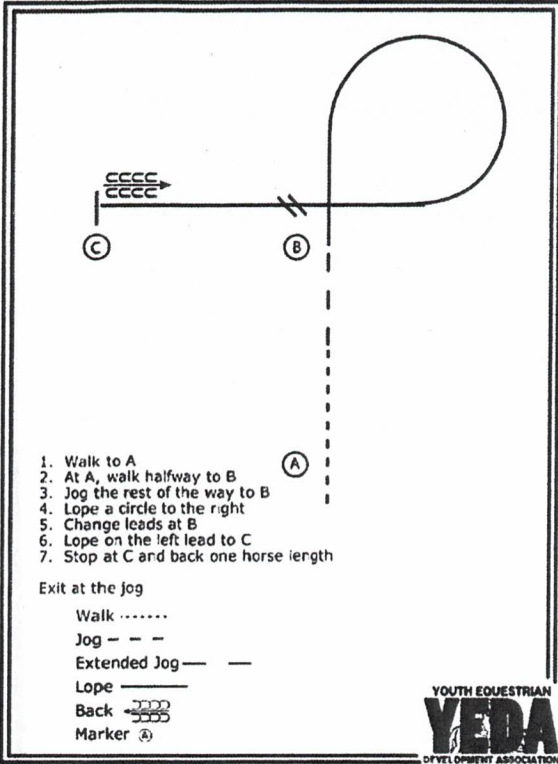 C
B
A
1. Walk to A
2. At A, walk halfway to B
3. Jog the rest of the way to B
4. Lope a circle to the right
5. Change leads at B
6. Lope on the left lead to C
7. Stop at C and back one horse length
Exit at the jog
Walk
Jog
Extended Jog
Lope
Back
Marker A
YOUTH EQUESTRIAN
YEDA
DEVELOPMENT ASSOCIATION